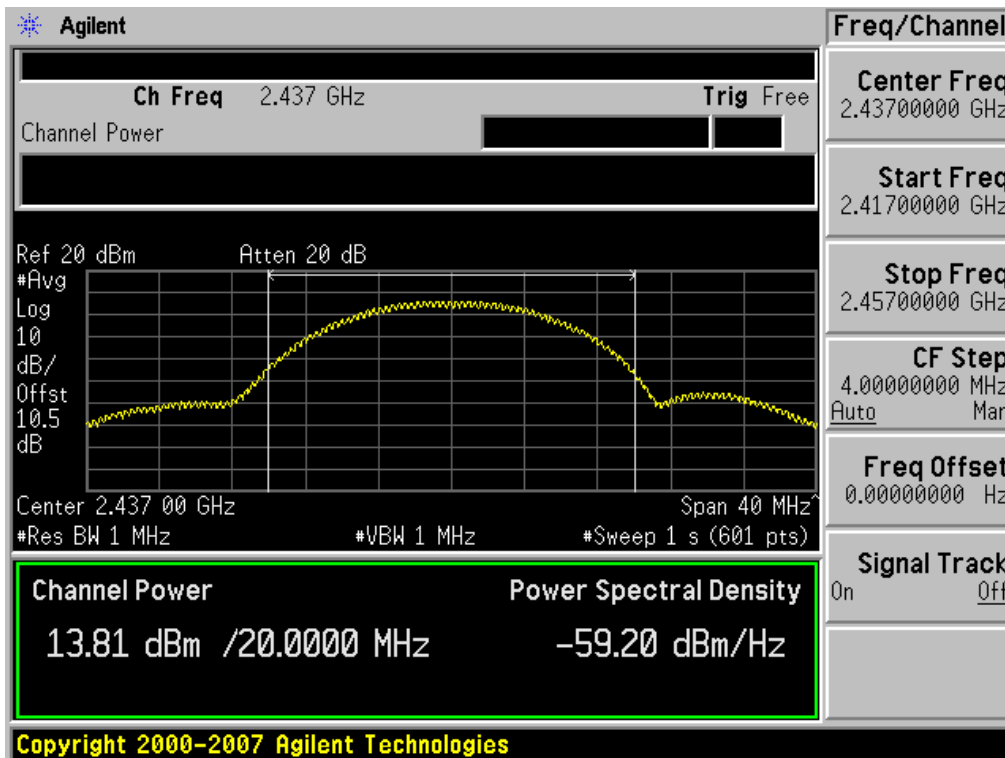 Agilent
Freq/Channel
Ch Freq 2.437 GHz Trig Free
Channel Power
Center Freq
2.43700000 GHz
Start Freq
2.41700000 GHz
Stop Freq
2.45700000 GHz
CF Step
4.00000000 MHz
Auto Man
Freq Offset
0.00000000 Hz
Signal Track
On Off
Ref 20 dBm Atten 20 dB
#Avg
Log
10
dB/
Offst
10.5
dB
Center 2.437 00 GHz Span 40 MHz^
#Res BW 1 MHz #VBW 1 MHz #Sweep 1 s (601 pts)
Channel Power Power Spectral Density
13.81 dBm /20.0000 MHz -59.20 dBm/Hz
Copyright 2000-2007 Agilent Technologies